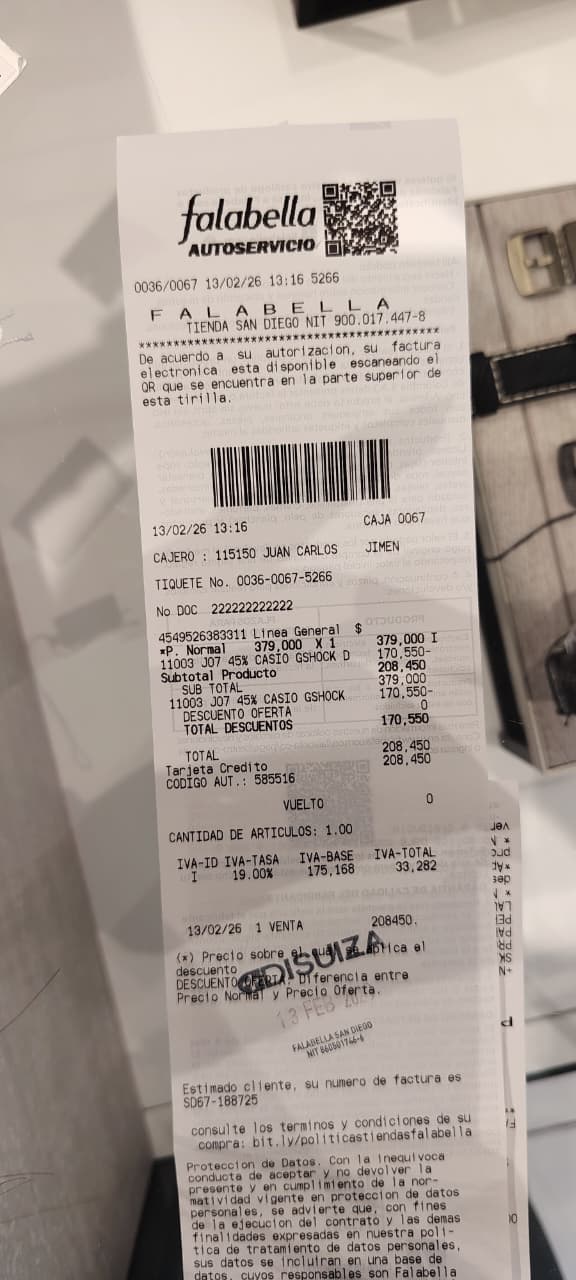 falabella
AUTOSERVICIO
0036/0067 13/02/26 13:16 5266
F A L A B E L L A
TIENDA SAN DIEGO NIT 900.017.447-8
****************************************
De acuerdo a su autorizacion, su factura
electronica esta disponible escaneando el
QR que se encuentra en la parte superior de
esta tirilla.
13/02/26 13:16 CAJA 0067
CAJERO : 115150 JUAN CARLOS JIMEN
TIQUETE No. 0036-0067-5266
No DOC 222222222222
4549526383311 Linea General $
*P. Normal 379,000 X 1 379,000 I
11003 J07 45% CASIO GSHOCK D 170,550-
Subtotal Producto 208,450
SUB TOTAL 379,000
11003 J07 45% CASIO GSHOCK 170,550-
DESCUENTO OFERTA 0
TOTAL DESCUENTOS 170,550
TOTAL 208,450
Tarjeta Credito 208,450
CODIGO AUT.: 585516
VUELTO 0
CANTIDAD DE ARTICULOS: 1.00
IVA-ID IVA-TASA IVA-BASE IVA-TOTAL
I 19.00% 175,168 33,282
13/02/26 1 VENTA 208450.
(*) Precio sobre el cual se aplica el
descuento
DESCUENTO OFERTA: Diferencia entre
Precio Normal y Precio Oferta.
DISUIZA
13 FEB
FALABELLA SAN DIEGO
NIT 860501766-6
Estimado cliente, su numero de factura es
SD67-188725
consulte los terminos y condiciones de su
compra: bit.ly/politicastiendasfalabella
Proteccion de Datos. Con la inequivoca
conducta de aceptar y no devolver la
presente y en cumplimiento de la nor-
matividad vigente en proteccion de datos
personales, se advierte que, con fines
de la ejecucion del contrato y las demas
finalidades expresadas en nuestra poli-
tica de tratamiento de datos personales,
sus datos se incluiran en una base de
datos, cuyos responsables son Falabella